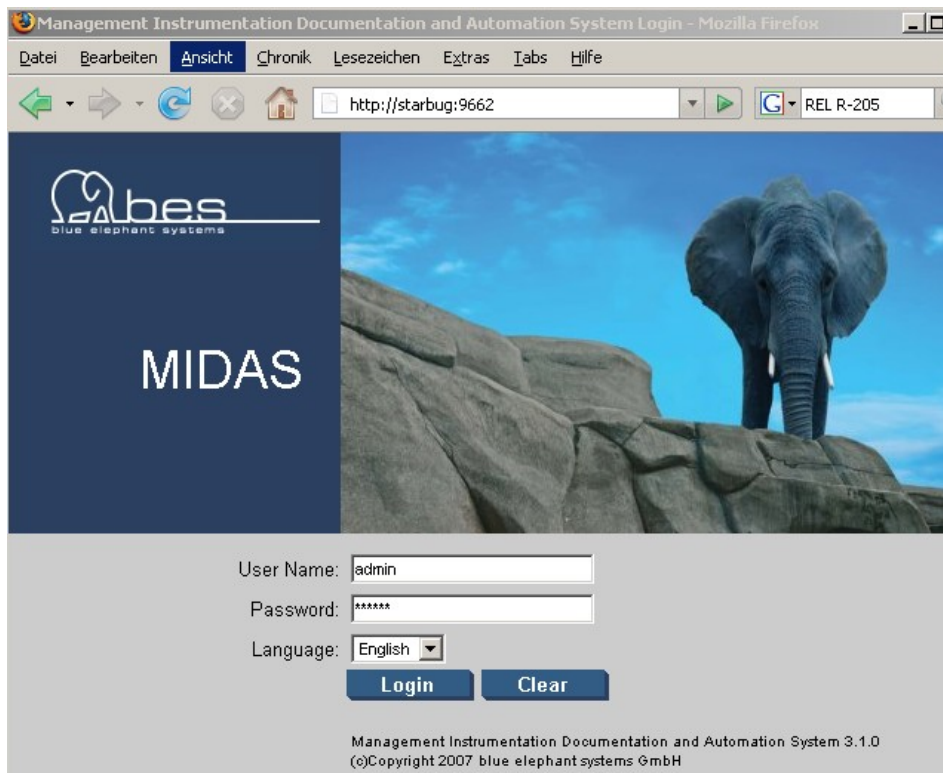 Management Instrumentation Documentation and Automation System Login - Mozilla Firefox
Datei Bearbeiten Ansicht Chronik Lesezeichen Extras Tabs Hilfe
http://starbug:9662 G REL R-205
bes
blue elephant systems
MIDAS
User Name: admin
Password: ******
Language: English
Login Clear
Management Instrumentation Documentation and Automation System 3.1.0
(c)Copyright 2007 blue elephant systems GmbH